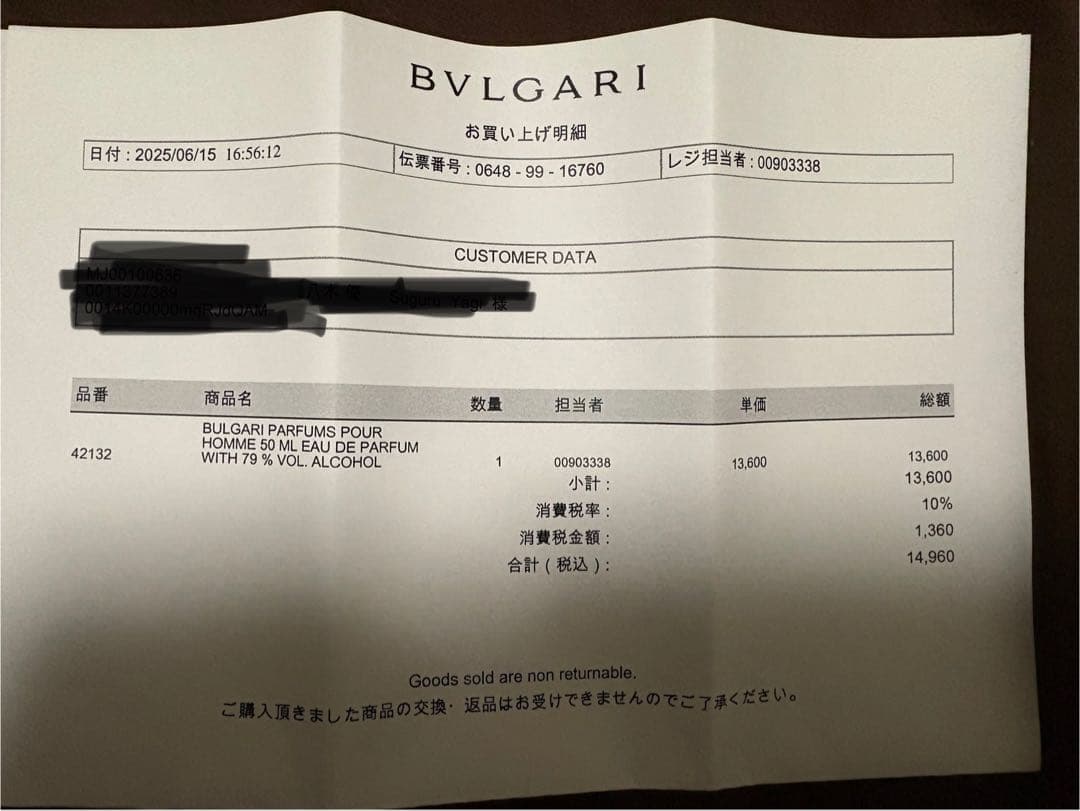 BVLGARI
お買い上げ明細
日付 : 2025/06/15 16:56:12 伝票番号 : 0648 - 99 - 16760 レジ担当者 : 00903338
CUSTOMER DATA
様
品番 商品名 数量 担当者 単価 総額
BULGARI PARFUMS POUR
HOMME 50 ML EAU DE PARFUM
42132 WITH 79 % VOL. ALCOHOL 1 00903338 13,600 13,600
小計 : 13,600
消費税率 : 10%
消費税金額 : 1,360
合計 ( 税込 ) : 14,960
Goods sold are non returnable.
ご購入頂きました商品の交換・返品はお受けできませんのでご了承ください。